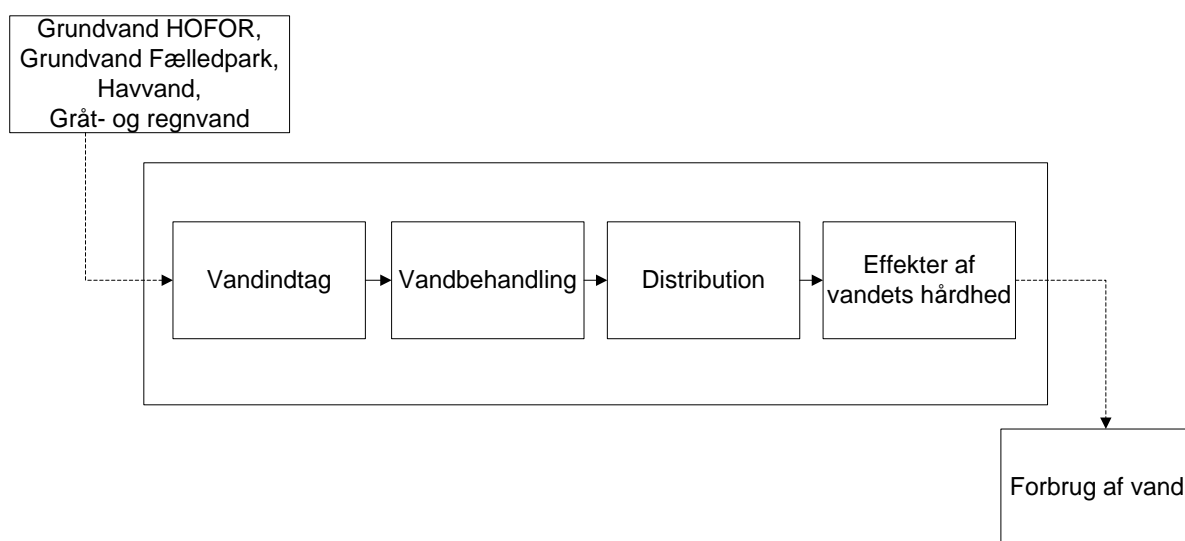 Grundvand HOFOR,
Grundvand Fælledpark,
Havvand,
Gråt- og regnvand
Vandindtag
Vandbehandling
Distribution
Effekter af
vandets hårdhed
Forbrug af vand